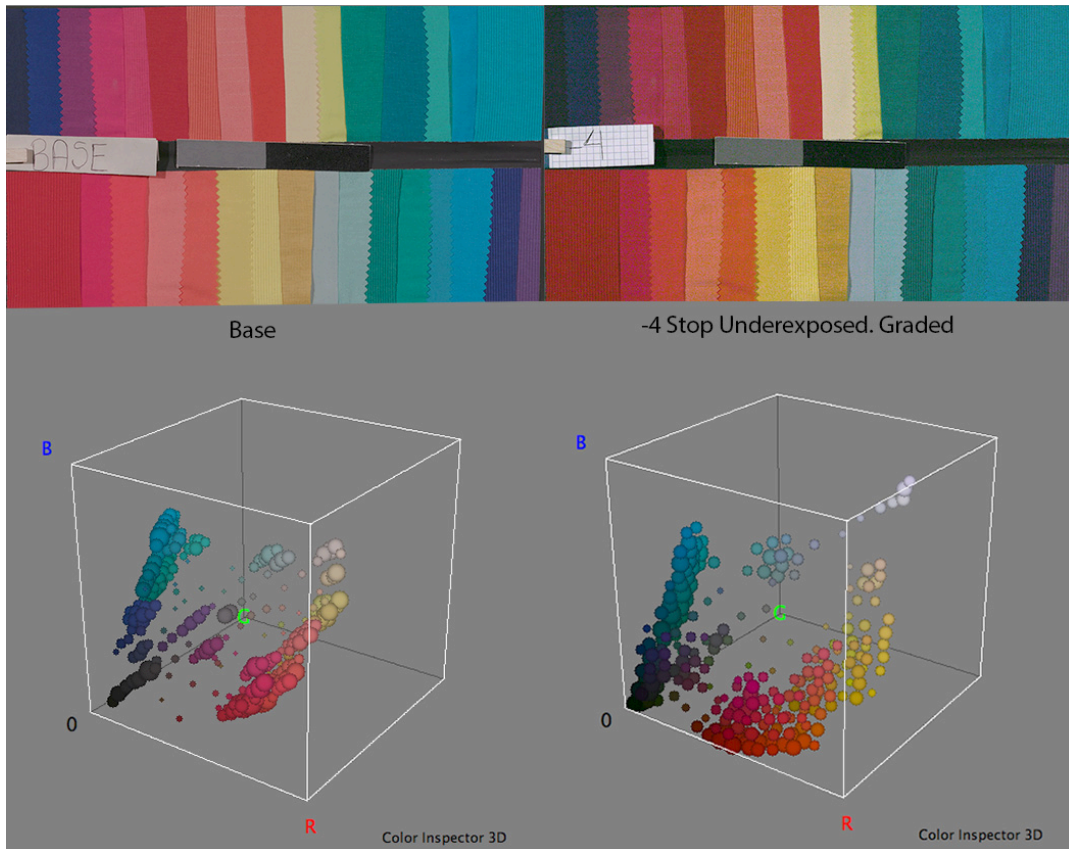 BASE
-4
Base
-4 Stop Underexposed. Graded
B
G
0
R
Color Inspector 3D
B
G
0
R
Color Inspector 3D